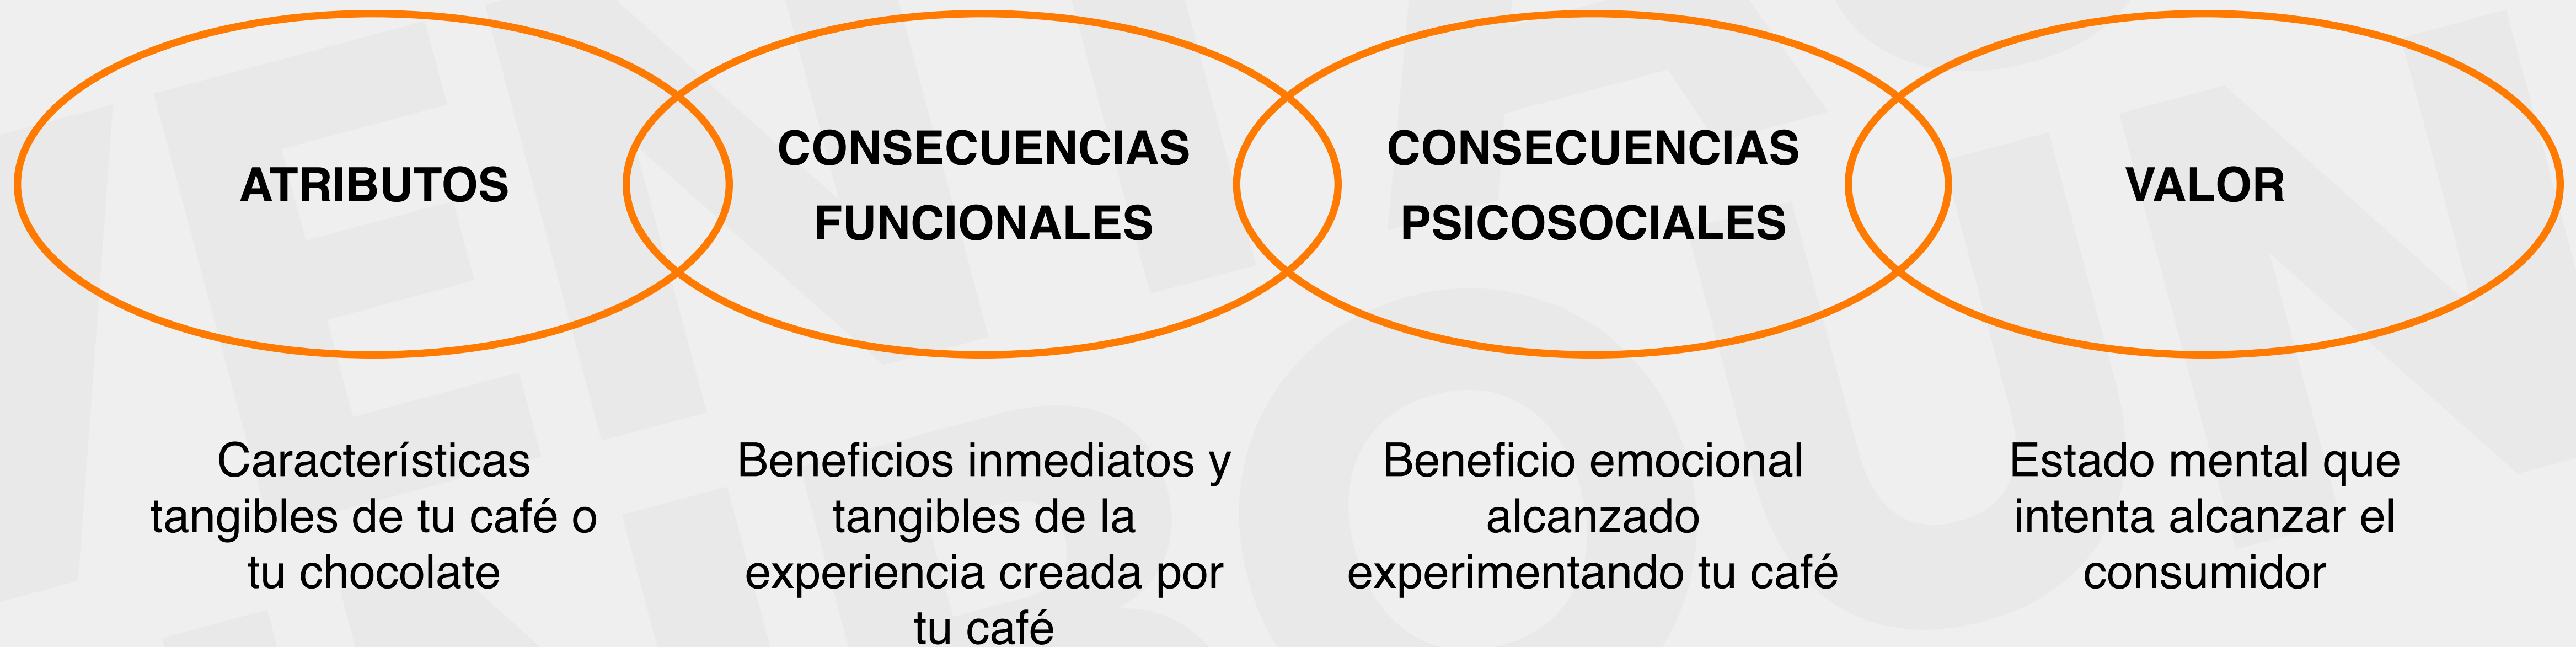 ATRIBUTOS
CONSECUENCIAS
FUNCIONALES
CONSECUENCIAS
PSICOSOCIALES
VALOR
Características
tangibles de tu café o
tu chocolate
Beneficios inmediatos y
tangibles de la
experiencia creada por
tu café
Beneficio emocional
alcanzado
experimentando tu café
Estado mental que
intenta alcanzar el
consumidor